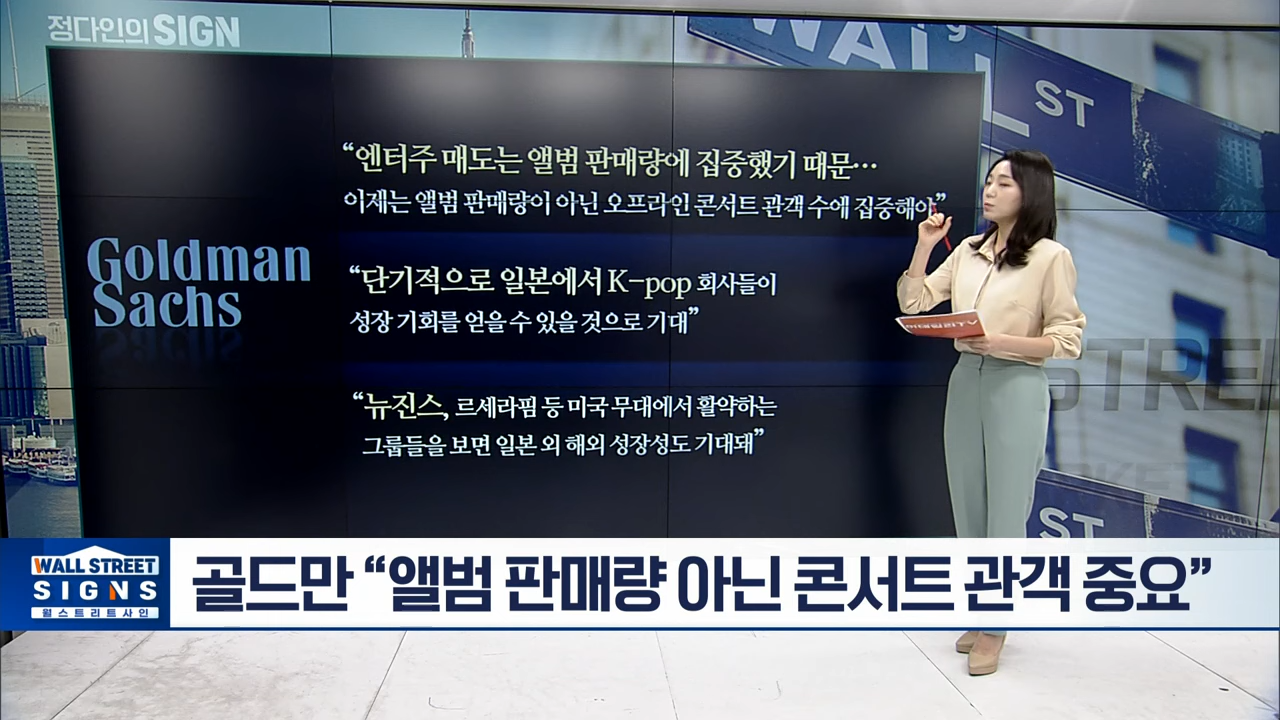 정다인의 SIGN
WALL ST
“엔터주 매도는 앨범 판매량에 집중했기 때문…
이제는 앨범 판매량이 아닌 오프라인 콘서트 관객 수에 집중해야”
Goldman
Sachs
“단기적으로 일본에서 K-pop 회사들이
성장 기회를 얻을 수 있을 것으로 기대”
“뉴진스, 르세라핌 등 미국 무대에서 활약하는
그룹들을 보면 일본 외 해외 성장성도 기대돼”
이데일리TV
ST
WALL STREET
SIGNS
월스트리트사인
골드만 “앨범 판매량 아닌 콘서트 관객 중요”